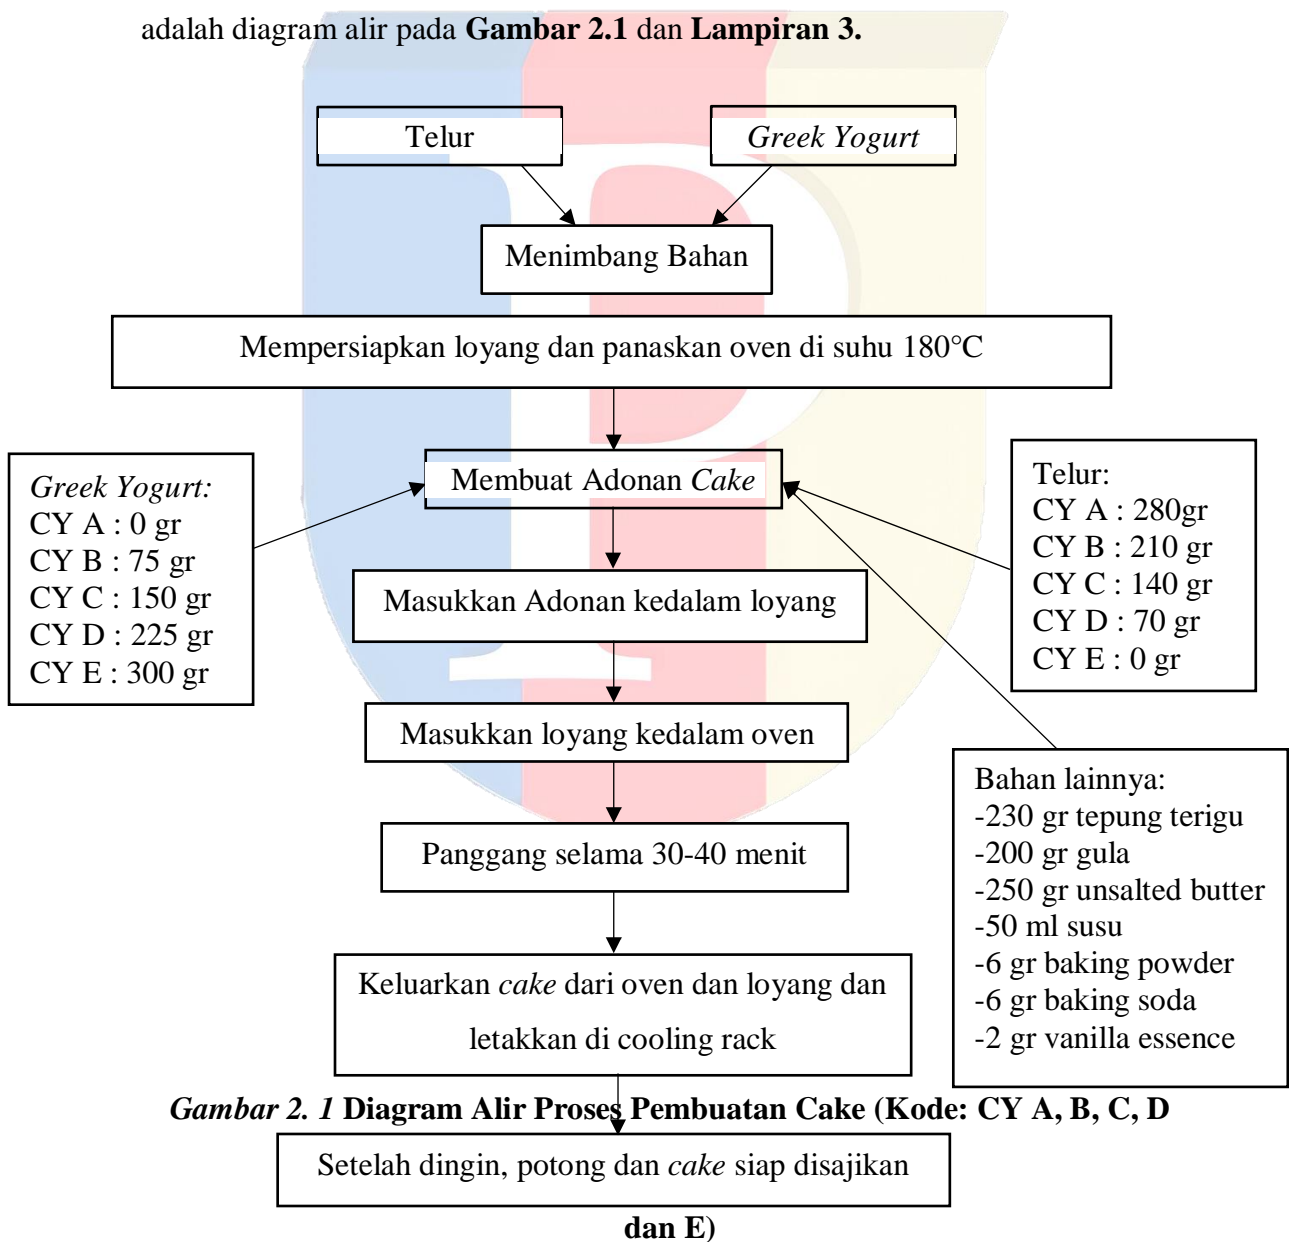 adalah diagram alir pada Gambar 2.1 dan Lampiran 3.
Telur
Greek Yogurt
Menimbang Bahan
Mempersiapkan loyang dan panaskan oven di suhu 180°C
Membuat Adonan Cake
Greek Yogurt:
CY A : 0 gr
CY B : 75 gr
CY C : 150 gr
CY D : 225 gr
CY E : 300 gr
Telur:
CY A : 280gr
CY B : 210 gr
CY C : 140 gr
CY D : 70 gr
CY E : 0 gr
Masukkan Adonan kedalam loyang
Masukkan loyang kedalam oven
Bahan lainnya:
-230 gr tepung terigu
-200 gr gula
-250 gr unsalted butter
-50 ml susu
-6 gr baking powder
-6 gr baking soda
-2 gr vanilla essence
Panggang selama 30-40 menit
Keluarkan cake dari oven dan loyang dan
letakkan di cooling rack
Gambar 2. 1 Diagram Alir Proses Pembuatan Cake (Kode: CY A, B, C, D
Setelah dingin, potong dan cake siap disajikan
dan E)